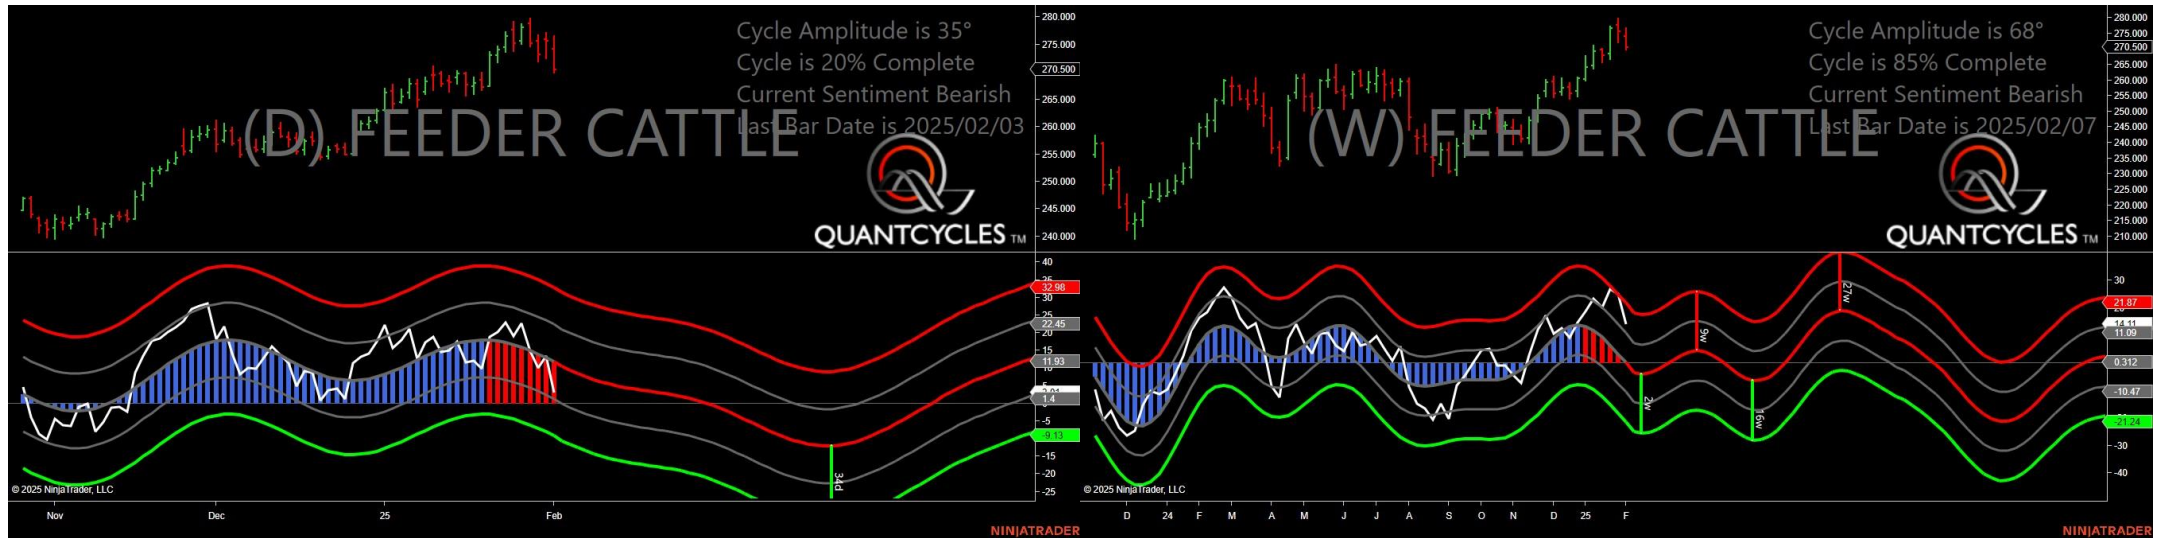 Cycle Amplitude is 35°
Cycle is 20% Complete
Current Sentiment Bearish
Last Bar Date is 2025/02/03
(D) FEEDER CATTLE
QUANTCYCLES TM
280.000
275.000
270.500
265.000
260.000
255.000
250.000
245.000
240.000
40
35
32.98
30
25
22.45
20
15
11.93
10
5
1.4
-5
-9.13
-10
-15
-20
-25
34d
© 2025 NinjaTrader, LLC
Nov
Dec
25
Feb
NINJATRADER
Cycle Amplitude is 68°
Cycle is 85% Complete
Current Sentiment Bearish
Last Bar Date is 2025/02/07
(W) FEEDER CATTLE
QUANTCYCLES TM
280.000
275.000
270.500
265.000
260.000
255.000
250.000
245.000
240.000
235.000
230.000
225.000
220.000
215.000
210.000
30
21.87
14.11
11.09
0.312
-10.47
-21.24
-30
-40
2w
9w
16w
27w
© 2025 NinjaTrader, LLC
D
24
F
M
A
M
J
J
A
S
O
N
D
25
F
NINJATRADER